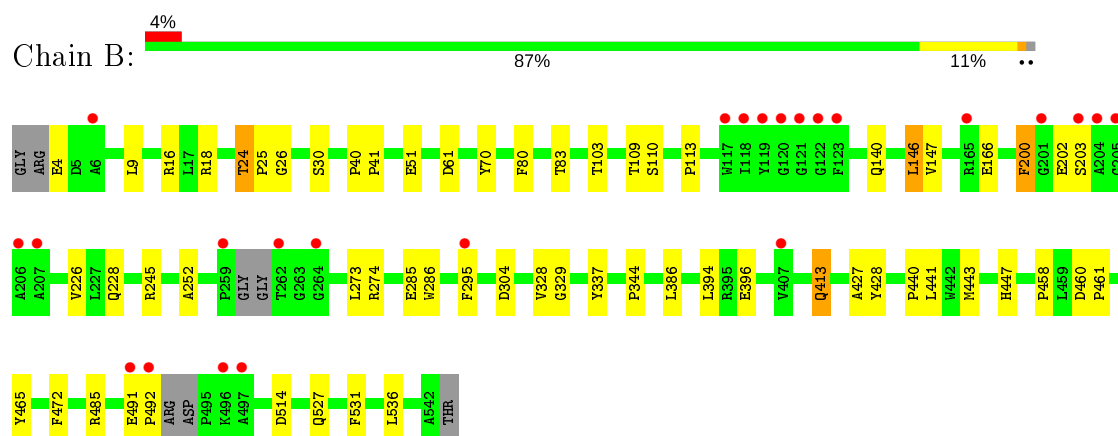 4%
Chain B:
87% 11% ••
GLY ARG E4 D5 A6 L9 R16 L17 R18 T24 P25 G26 S30 P40 P41 E51 D61 Y70 F80 T83 T103 T109 S110 P113 W117 I118 Y119 G120 G121 G122 F123 Q140 L146 V147 R165 E166 F200 G201 E202 S203 A204 G205
A206 A207 V226 L227 Q228 R245 A252 P259 GLY GLY T262 G263 G264 L273 R274 E285 W286 F295 D304 V328 G329 Y337 P344 L386 L394 R395 E396 V407 Q413 A427 Y428 P440 L441 W442 M443 H447 P458 L459 D460 P461
Y465 F472 R485 E491 P492 ARG ASP P495 K496 A497 D514 Q527 F531 L536 A542 THR